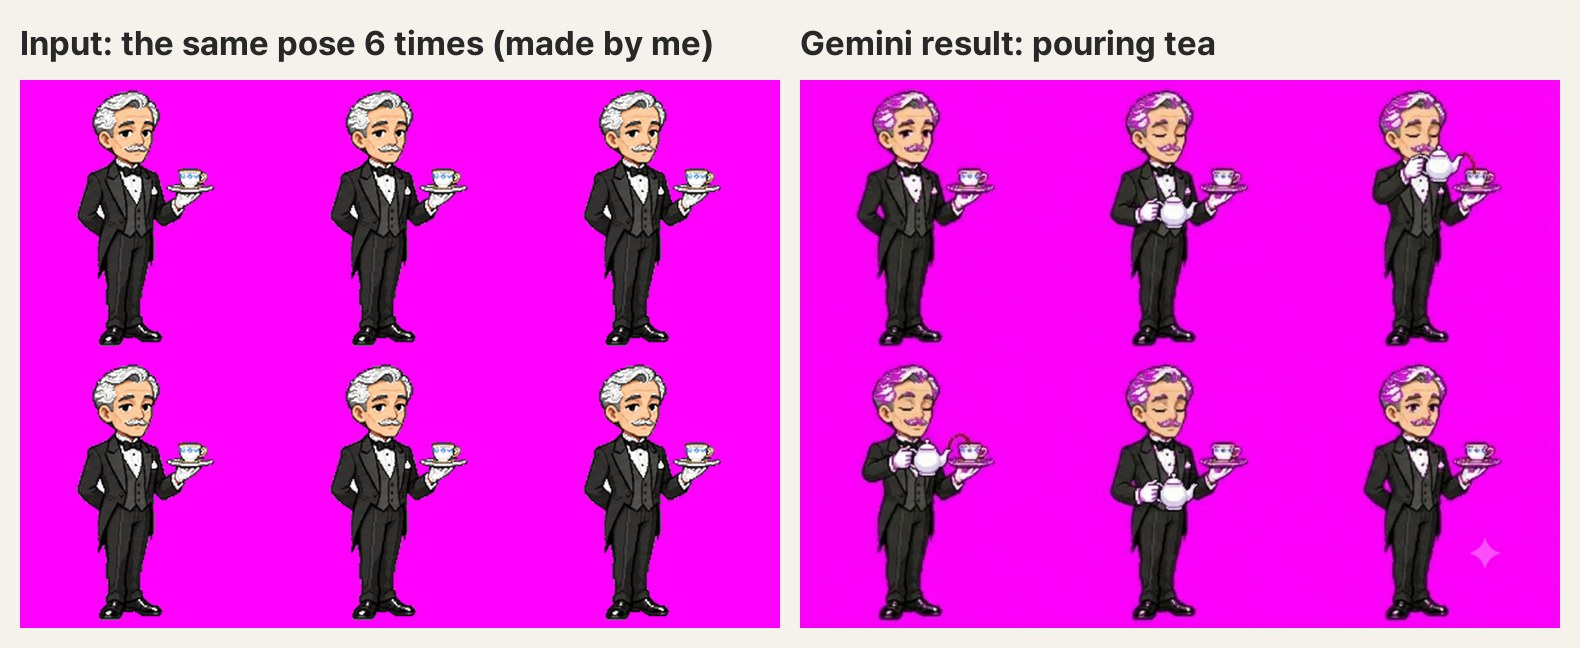 Input: the same pose 6 times (made by me)
Gemini result: pouring tea